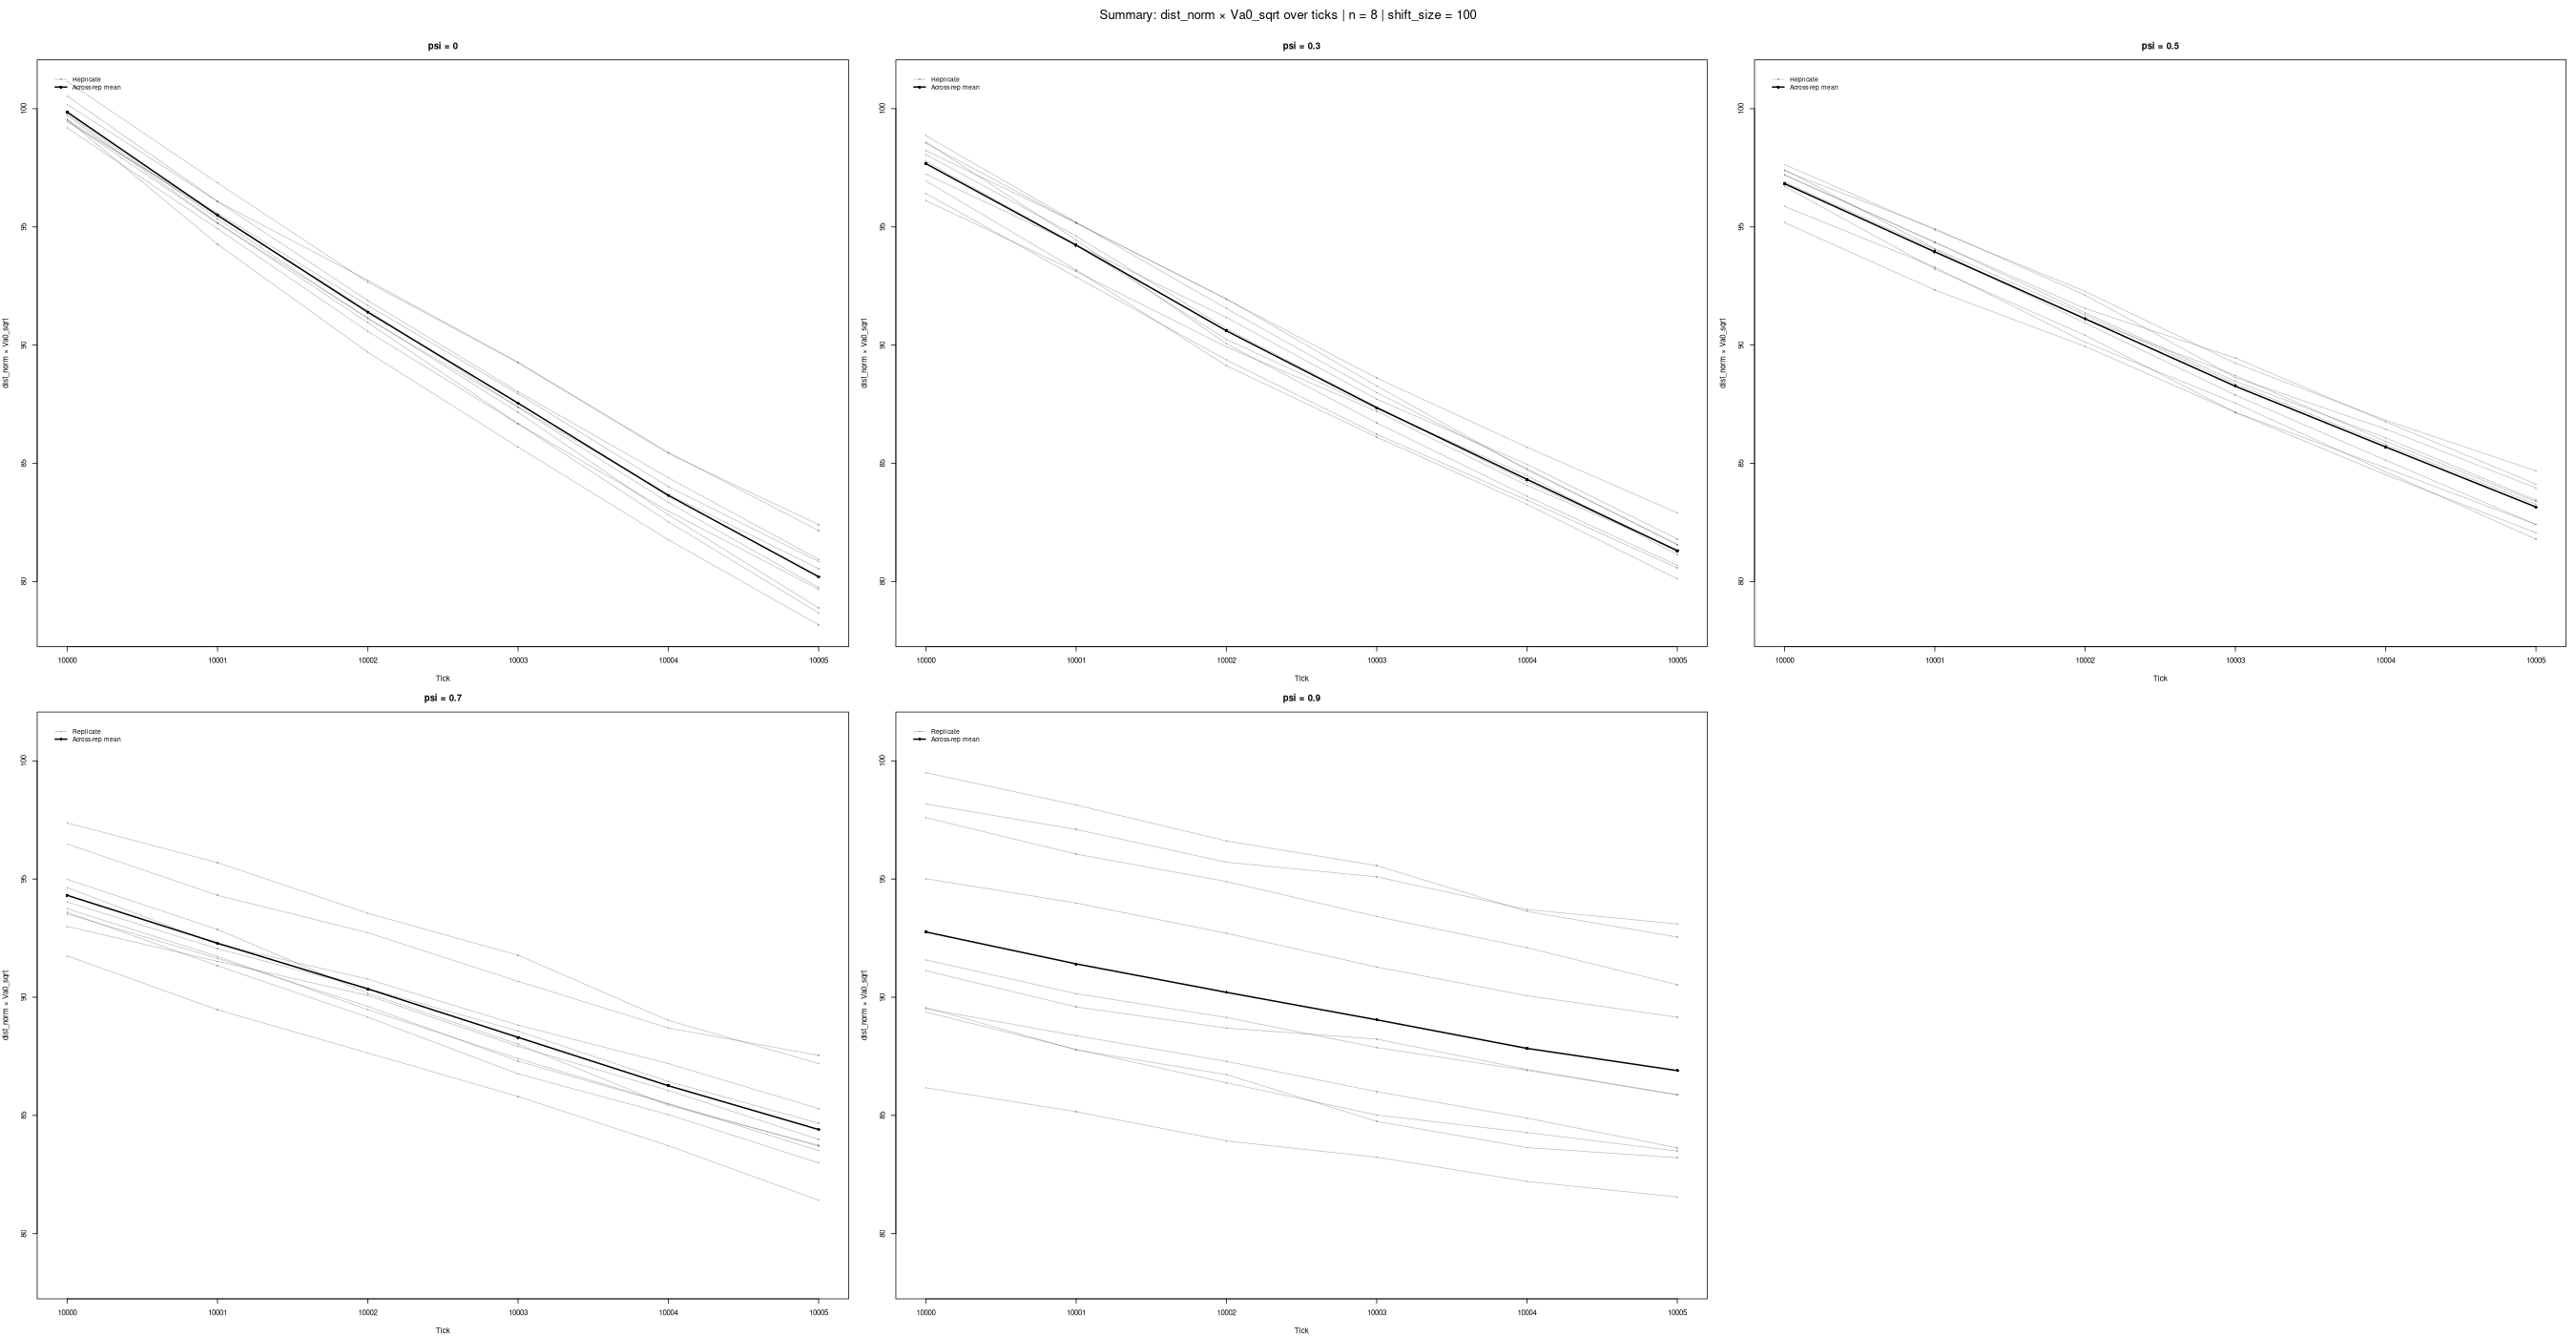 Summary: dist_norm × Va0_sqrt over ticks | n = 8 | shift_size = 100
psi = 0
Replicate
Across-rep mean
100
95
90
85
80
dist_norm × Va0_sqrt
10000 10001 10002 10003 10004 10005
Tick
psi = 0.3
Replicate
Across-rep mean
100
95
90
85
80
dist_norm × Va0_sqrt
10000 10001 10002 10003 10004 10005
Tick
psi = 0.5
Replicate
Across-rep mean
100
95
90
85
80
dist_norm × Va0_sqrt
10000 10001 10002 10003 10004 10005
Tick
psi = 0.7
Replicate
Across-rep mean
100
95
90
85
80
dist_norm × Va0_sqrt
10000 10001 10002 10003 10004 10005
Tick
psi = 0.9
Replicate
Across-rep mean
100
95
90
85
80
dist_norm × Va0_sqrt
10000 10001 10002 10003 10004 10005
Tick